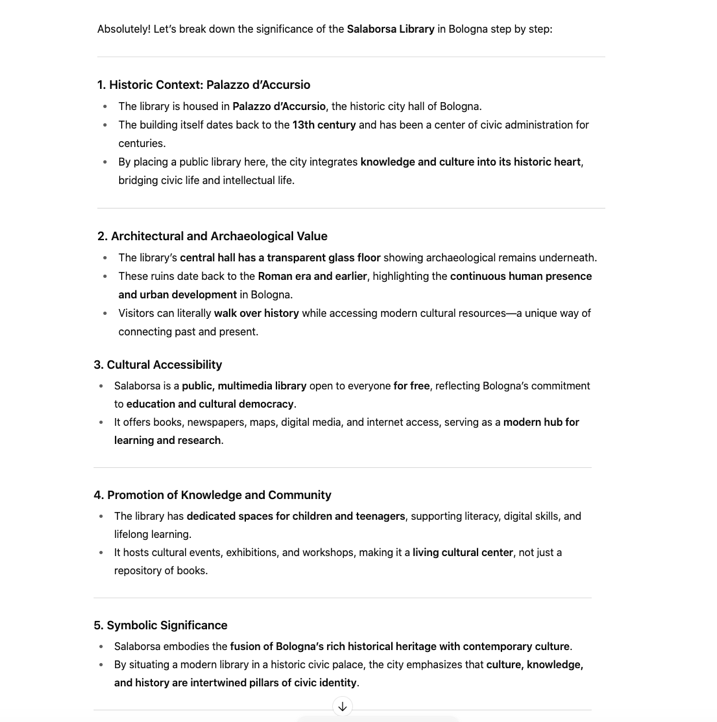 Absolutely! Let’s break down the significance of the Salaborsa Library in Bologna step by step:
1. Historic Context: Palazzo d’Accursio
• The library is housed in Palazzo d’Accursio, the historic city hall of Bologna.
• The building itself dates back to the 13th century and has been a center of civic administration for
centuries.
• By placing a public library here, the city integrates knowledge and culture into its historic heart,
bridging civic life and intellectual life.
2. Architectural and Archaeological Value
• The library’s central hall has a transparent glass floor showing archaeological remains underneath.
• These ruins date back to the Roman era and earlier, highlighting the continuous human presence
and urban development in Bologna.
• Visitors can literally walk over history while accessing modern cultural resources—a unique way of
connecting past and present.
3. Cultural Accessibility
• Salaborsa is a public, multimedia library open to everyone for free, reflecting Bologna’s commitment
to education and cultural democracy.
• It offers books, newspapers, maps, digital media, and internet access, serving as a modern hub for
learning and research.
4. Promotion of Knowledge and Community
• The library has dedicated spaces for children and teenagers, supporting literacy, digital skills, and
lifelong learning.
• It hosts cultural events, exhibitions, and workshops, making it a living cultural center, not just a
repository of books.
5. Symbolic Significance
• Salaborsa embodies the fusion of Bologna’s rich historical heritage with contemporary culture.
• By situating a modern library in a historic civic palace, the city emphasizes that culture, knowledge,
and history are intertwined pillars of civic identity.